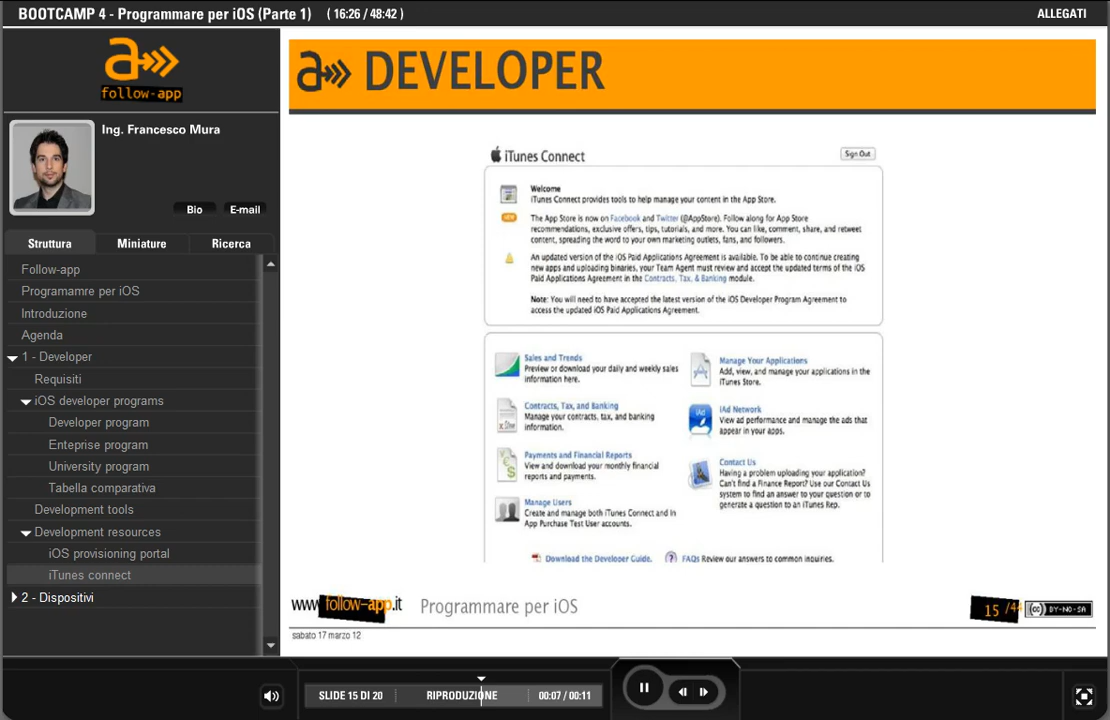 BOOTCAMP 4 - Programmare per iOS (Parte 1) ( 16:26 / 48:42 )
ALLEGATI
a
follow-app
Ing. Francesco Mura
Bio
E-mail
Struttura
Miniature
Ricerca
Follow-app
Programamre per iOS
Introduzione
Agenda
1 - Developer
Requisiti
iOS developer programs
Developer program
Enteprise program
University program
Tabella comparativa
Development tools
Development resources
iOS provisioning portal
iTunes connect
2 - Dispositivi
a DEVELOPER
iTunes Connect
Sign Out
Welcome
iTunes Connect provides tools to help manage your content in the App Store.
NEW
The App Store is now on Facebook and Twitter (@AppStore). Follow along for App Store
recommendations, exclusive offers, tips, tutorials, and more. You can like, comment, share, and retweet
content, spreading the word to your own marketing outlets, fans, and followers.
An updated version of the iOS Paid Applications Agreement is available. To be able to continue creating
new apps and uploading binaries, your Team Agent must review and accept the updated terms of the iOS
Paid Applications Agreement in the Contracts, Tax, & Banking module.
Note: You will need to have accepted the latest version of the iOS Developer Program Agreement to
access the updated iOS Paid Applications Agreement.
Sales and Trends
Preview or download your daily and weekly sales
information here.
Contracts, Tax, and Banking
Manage your contracts, tax, and banking
information.
Payments and Financial Reports
View and download your monthly financial
reports and payments.
Manage Users
Create and manage both iTunes Connect and In
App Purchase Test User accounts.
Manage Your Applications
Add, view, and manage your applications in the
iTunes Store.
iAd
iAd Network
View ad performance and manage the ads that
appear in your apps.
Contact Us
Having a problem uploading your application?
Can't find a Finance Report? Use our Contact Us
system to find an answer to your question or to
generate a question to an iTunes Rep.
Download the Developer Guide.
FAQs Review our answers to common inquiries.
www.follow-app.it
Programmare per iOS
15 /44
cc BY-NO-SA
sabato 17 marzo 12
SLIDE 15 DI 20
RIPRODUZIONE
00:07 / 00:11